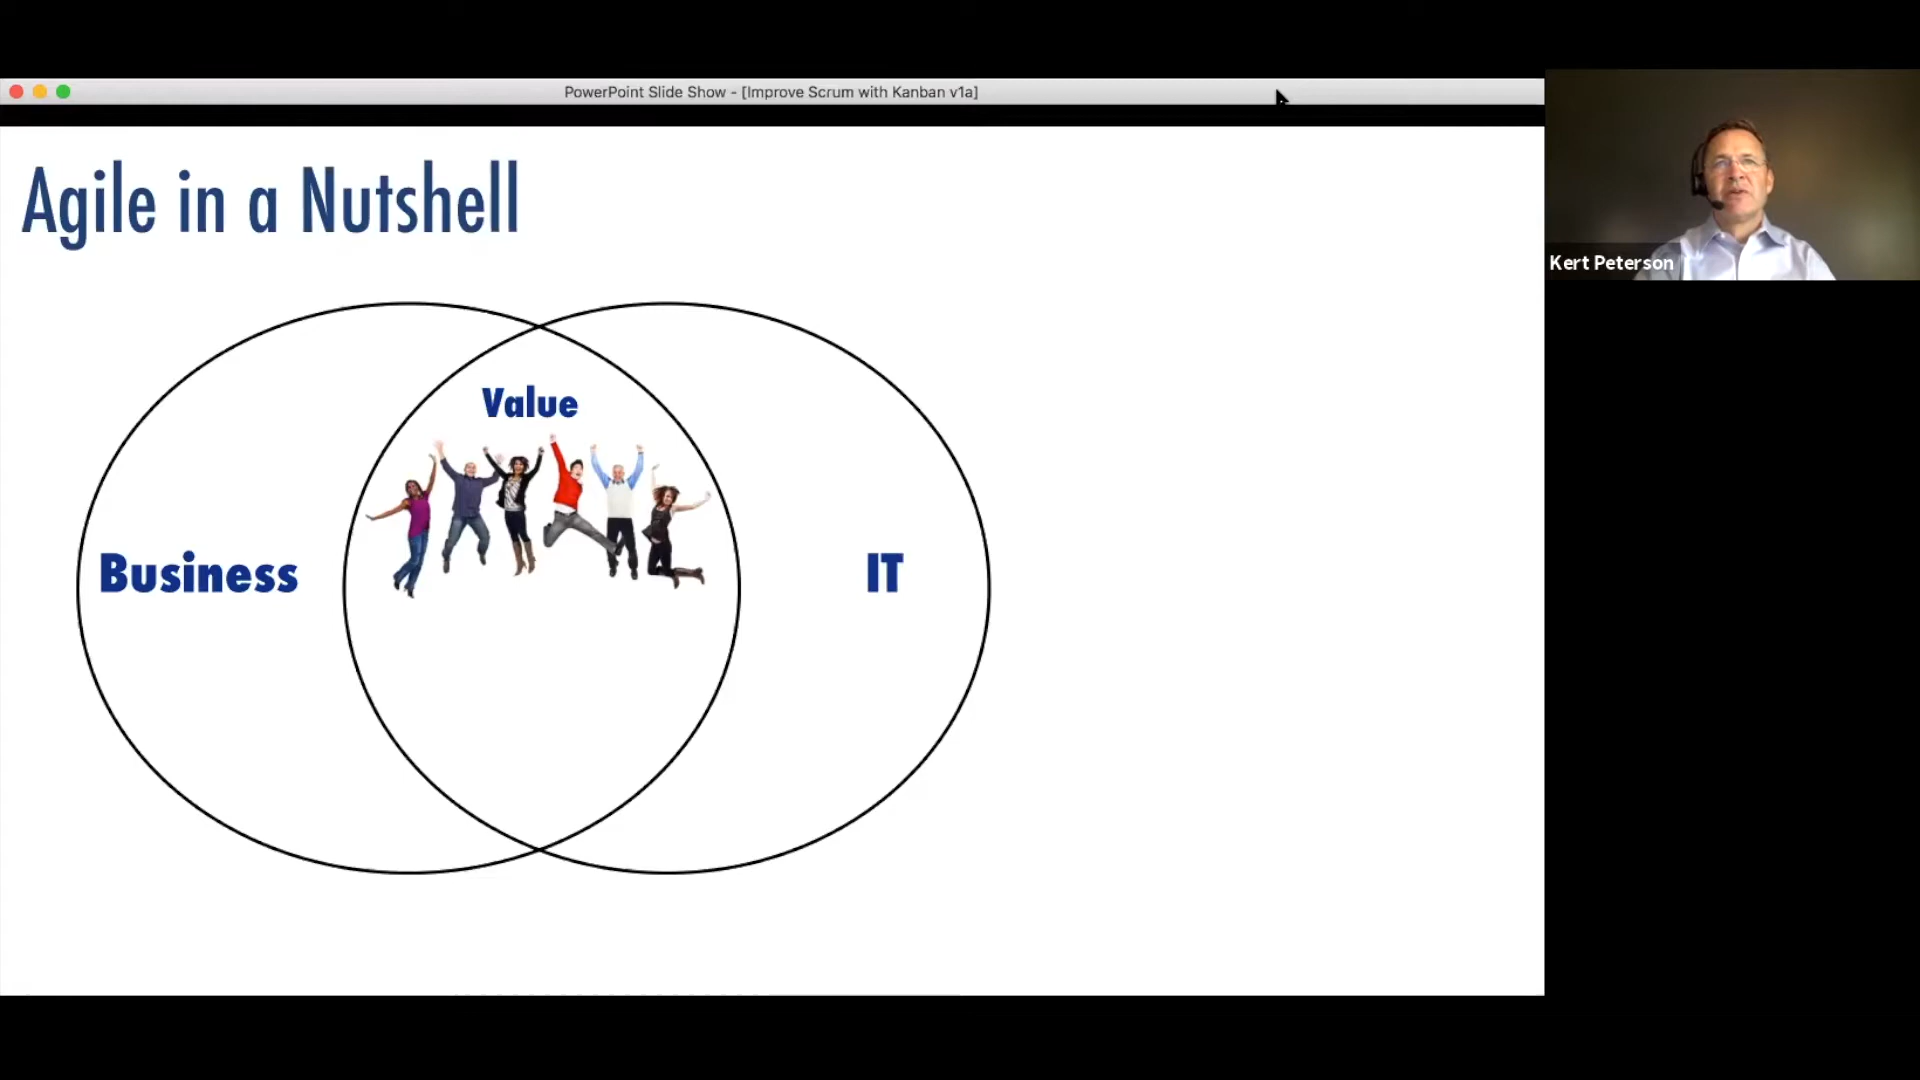 PowerPoint Slide Show - [Improve Scrum with Kanban v1a]
Agile in a Nutshell
Kert Peterson
Value
Business
IT